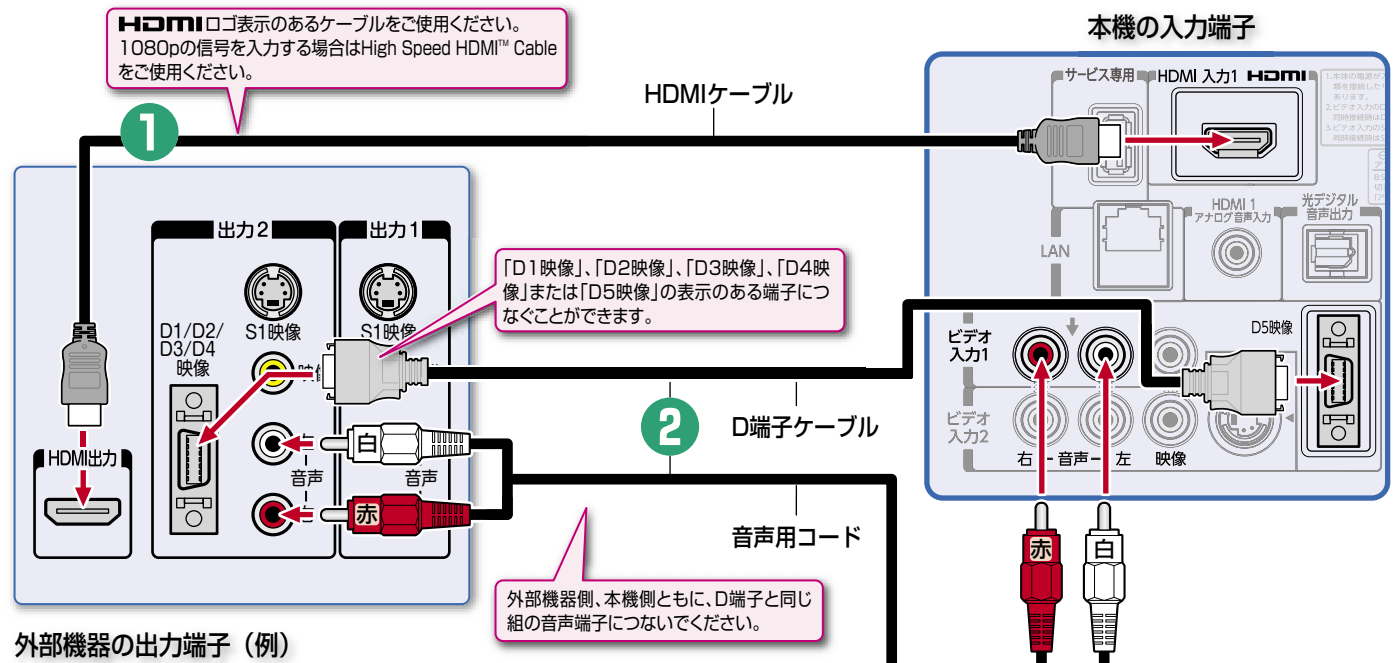 HDMIロゴ表示のあるケーブルをご使用ください。
1080pの信号を入力する場合はHigh Speed HDMI™ Cable
をご使用ください。
本機の入力端子
HDMIケーブル
サービス専用
HDMI 入力1 HDMI
1
出力2
出力1
S1映像
S1映像
D1/D2/
D3/D4
映像
「D1映像」、「D2映像」、「D3映像」、「D4映
像」または「D5映像」の表示のある端子につ
なぐことができます。
LAN
HDMI 1
アナログ音声入力
光デジタル
音声出力
ビデオ
入力1
D5映像
ビデオ
入力2
右
音声
左
映像
2
D端子ケーブル
HDMI出力
白
音声
音声
赤
音声用コード
赤
白
外部機器側、本機側ともに、D端子と同じ
組の音声端子につないでください。
外部機器の出力端子(例)